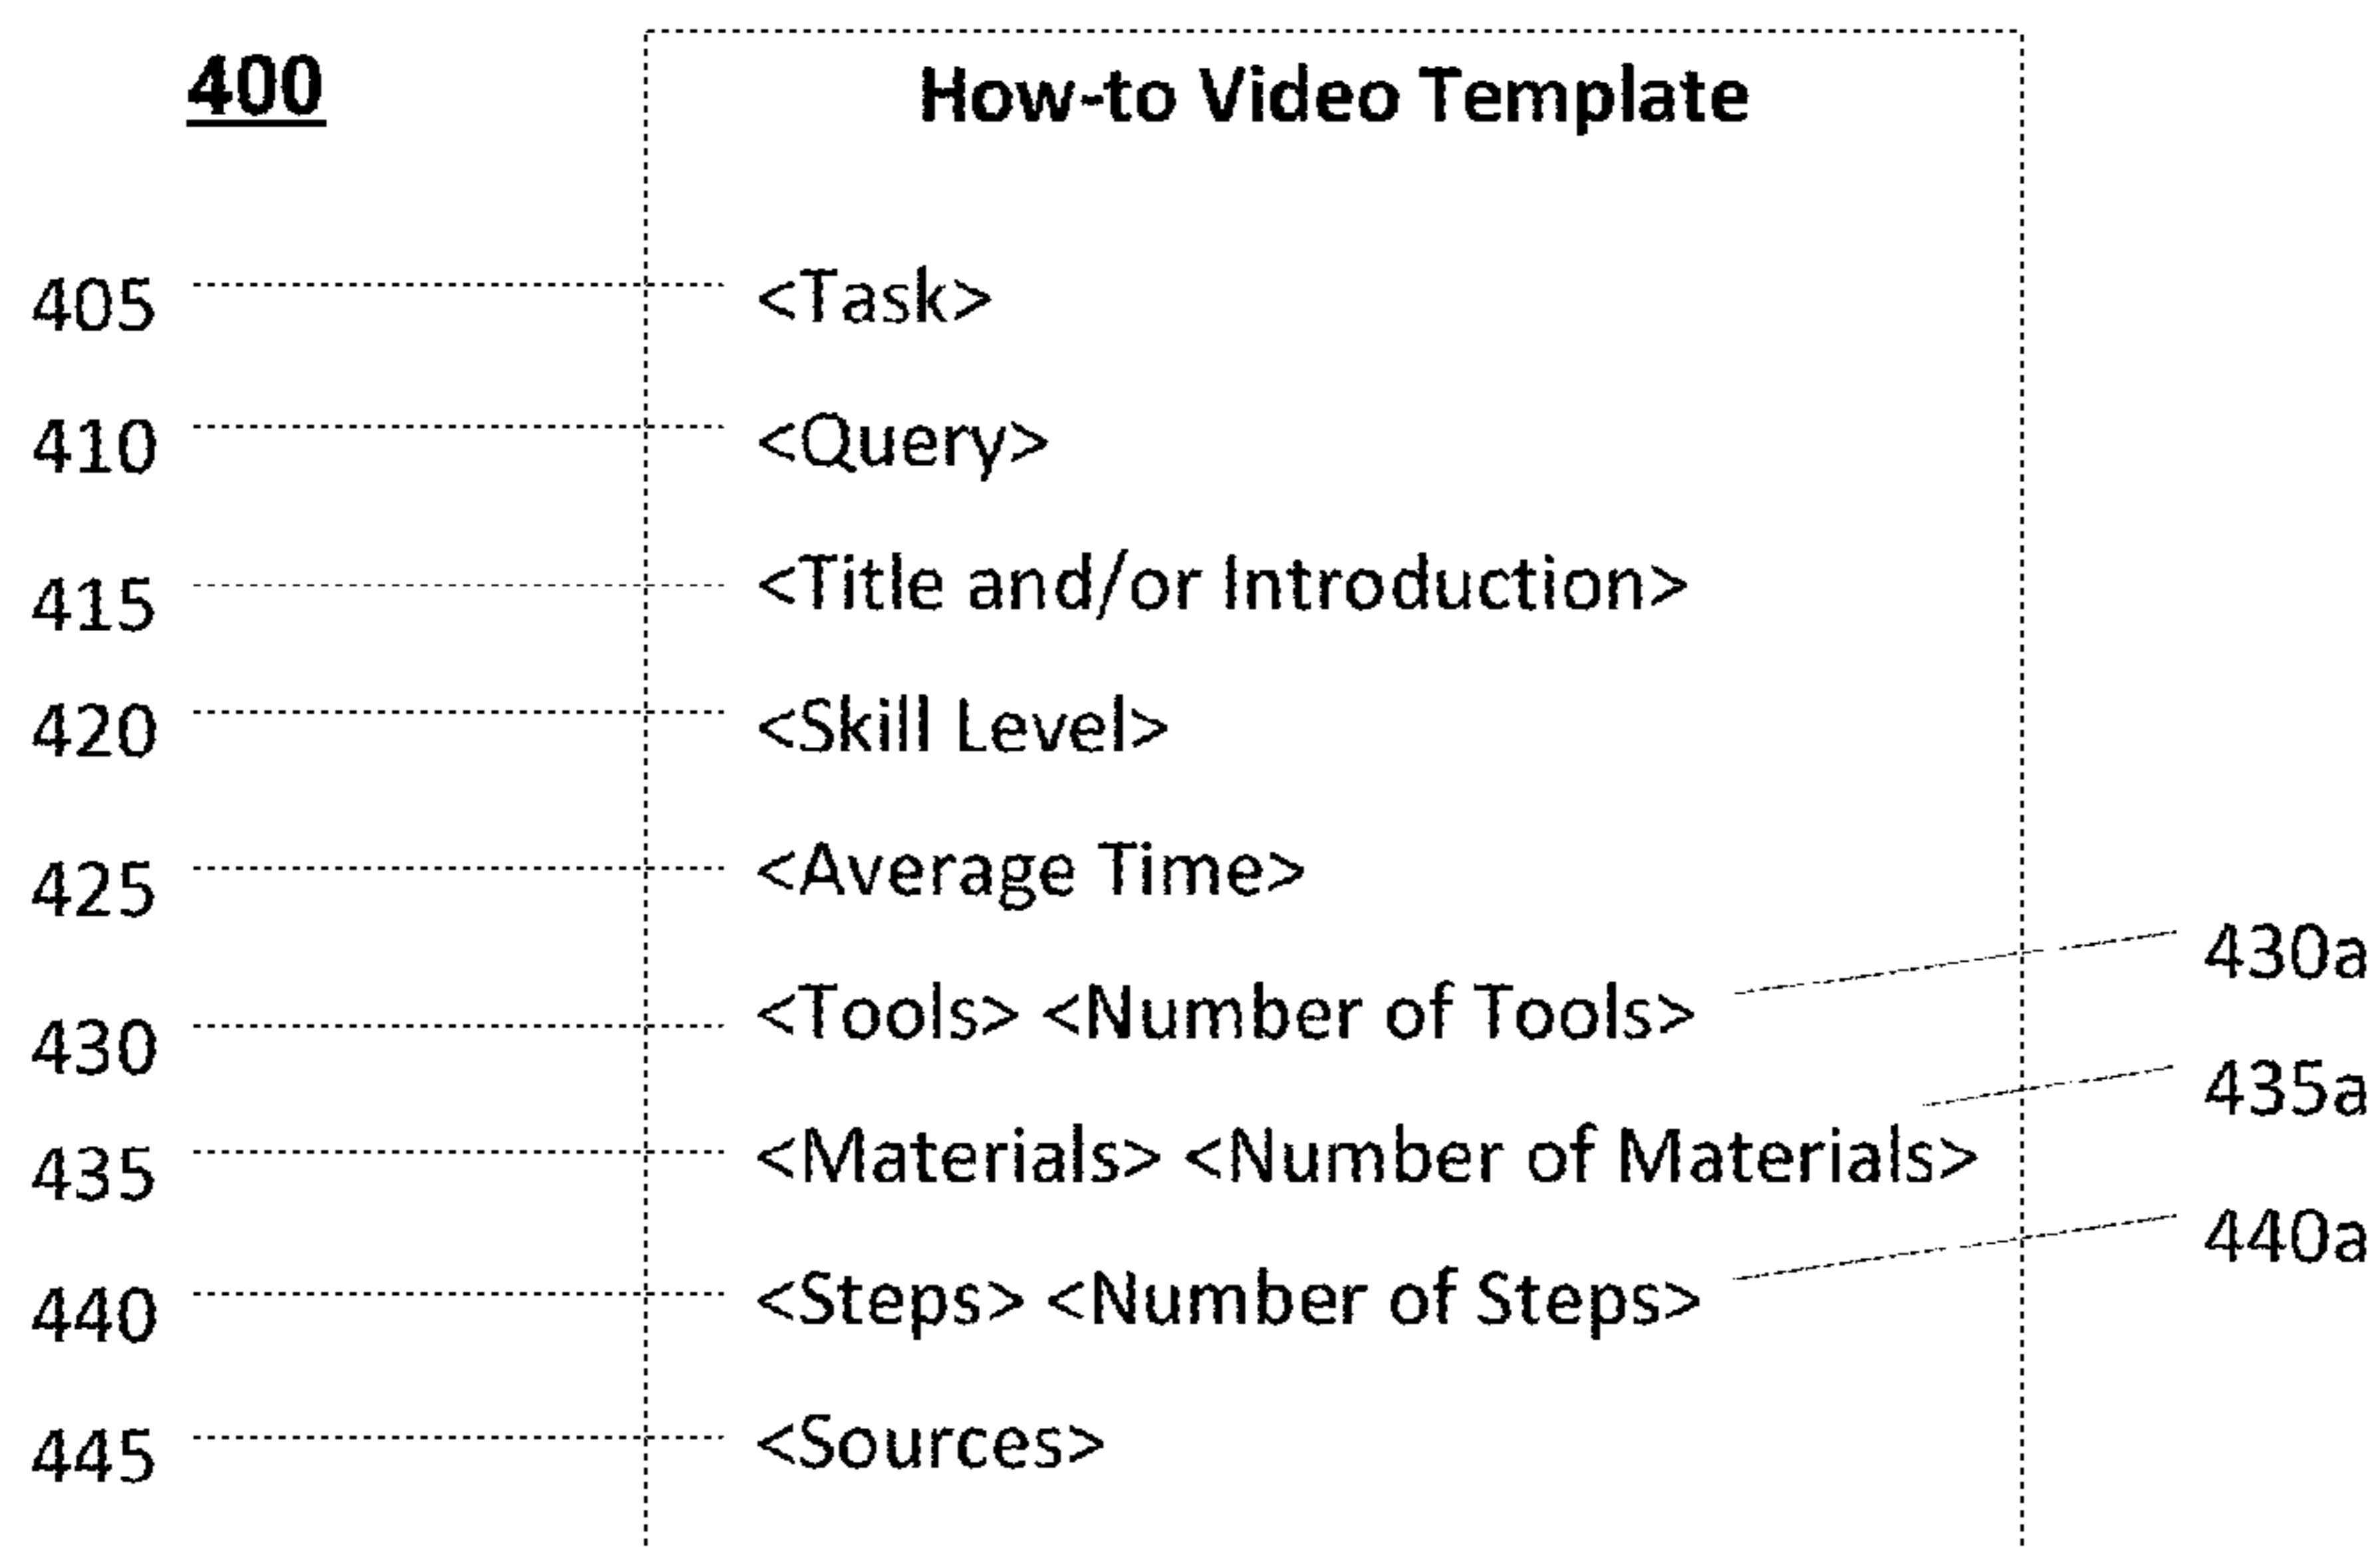 400 How-to Video Template
405 <Task>
410 <Query>
415 <Title and/or Introduction>
420 <Skill Level>
425 <Average Time>
430 <Tools> <Number of Tools> 430a
435 <Materials> <Number of Materials> 435a
440 <Steps> <Number of Steps> 440a
445 <Sources>